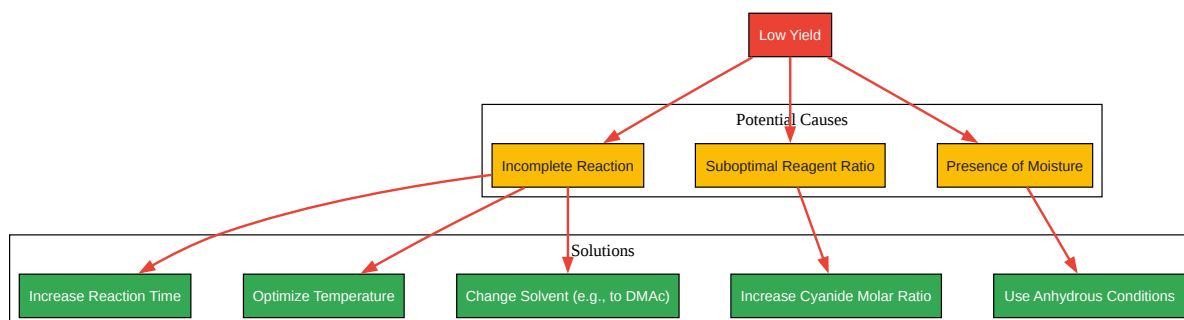 Low Yield
Potential Causes
Incomplete Reaction
Suboptimal Reagent Ratio
Presence of Moisture
Solutions
Increase Reaction Time
Optimize Temperature
Change Solvent (e.g., to DMAc)
Increase Cyanide Molar Ratio
Use Anhydrous Conditions